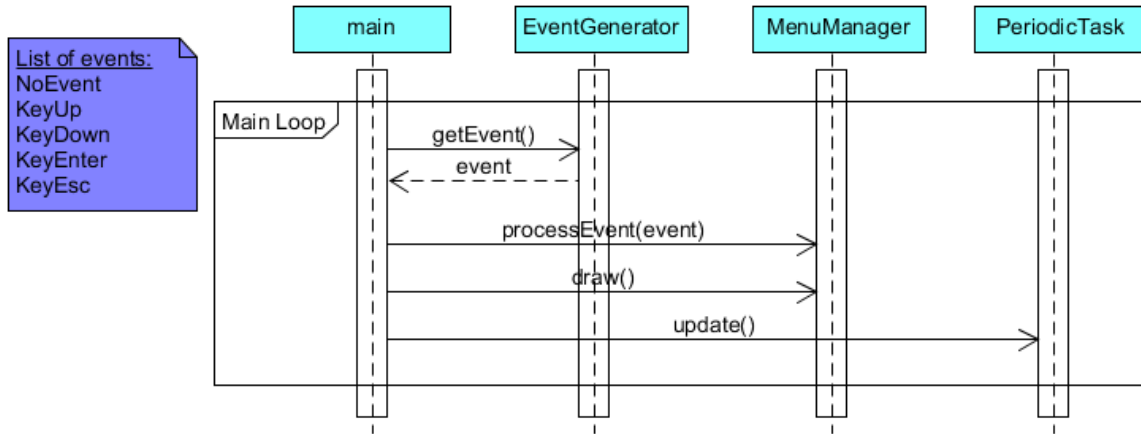 main
EventGenerator
MenuManager
PeriodicTask
List of events:
NoEvent
KeyUp
KeyDown
KeyEnter
KeyEsc
Main Loop
getEvent()
event
processEvent(event)
draw()
update()